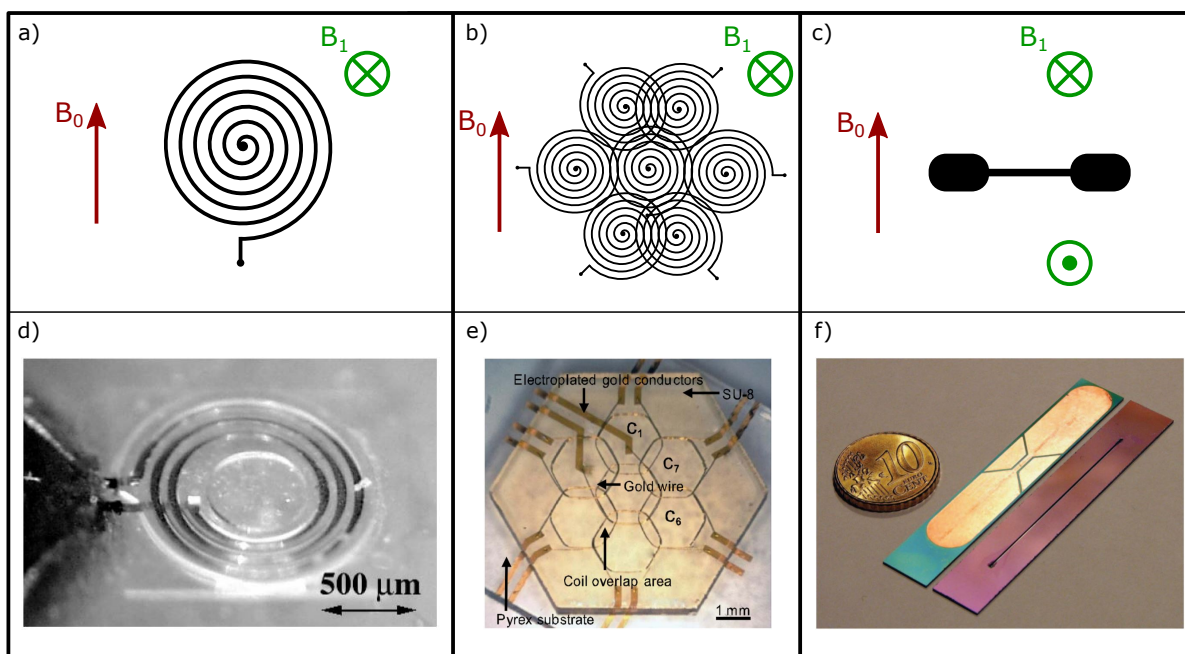 a)
B1
B0
b)
B1
B0
c)
B1
B0
d)
500 μm
e)
Electroplated gold conductors
SU-8
C1
C7
Gold wire
C6
Coil overlap area
1 mm
Pyrex substrate
f)
10
CENT